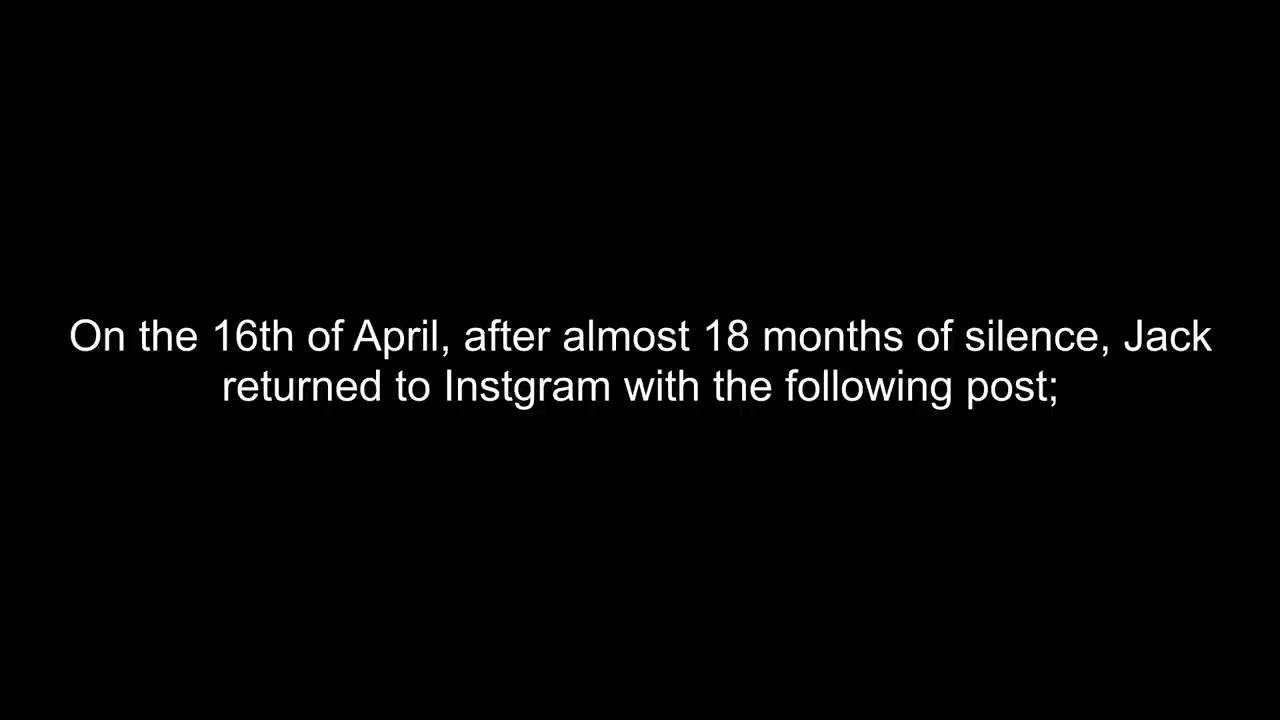 On the 16th of April, after almost 18 months of silence, Jack
returned to Instgram with the following post;